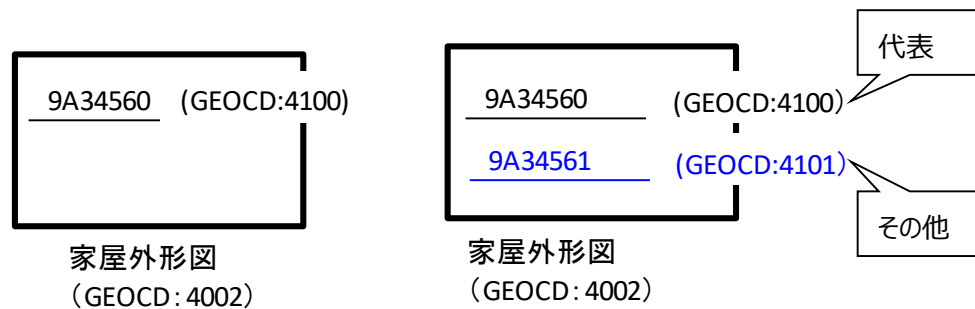 9A34560 (GEOCD:4100)
家屋外形図
（GEOCD：4002）
代表
9A34560 (GEOCD:4100）
9A34561 (GEOCD:4101）
その他
家屋外形図
（GEOCD：4002）